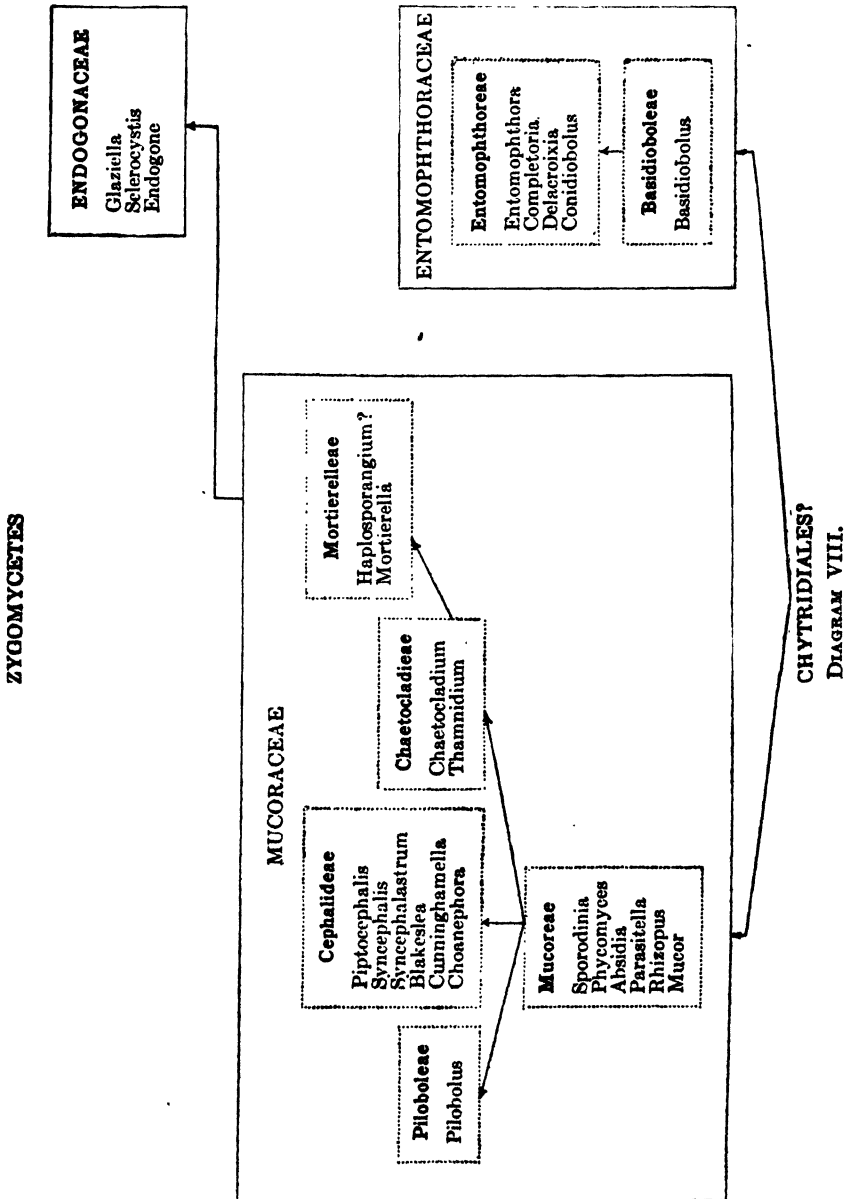 ZYGOMYCETES
ENDOGONACEAE
Glaziella
Sclerocystis
Endogone
MUCORACEAE
Mortierelleae
Haplosporangium?
Mortierella
Chaetocladieae
Chaetocladium
Thamnidium
Cephalideae
Piptocephalis
Syncephalis
Syncephalastrum
Blakeslea
Cunninghamella
Choanephora
Piloboleae
Pilobolus
Mucoreae
Sporodinia
Phycomyces
Absidia
Parasitella
Rhizopus
Mucor
ENTOMOPHTHORACEAE
Entomophthoreae
Entomophthora
Completoria
Delacroixia
Conidiobolus
Basidioboleae
Basidiobolus
CHYTRIDIALES?
DIAGRAM VIII.